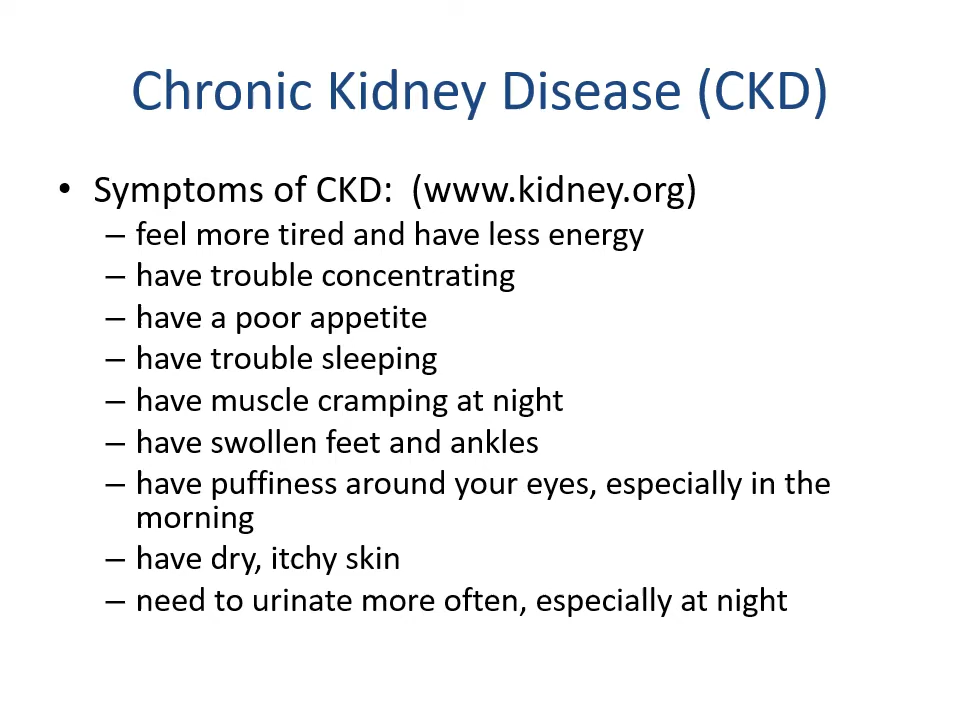 Chronic Kidney Disease (CKD)
• Symptoms of CKD:  (www.kidney.org)
– feel more tired and have less energy
– have trouble concentrating
– have a poor appetite
– have trouble sleeping
– have muscle cramping at night
– have swollen feet and ankles
– have puffiness around your eyes, especially in the
morning
– have dry, itchy skin
– need to urinate more often, especially at night